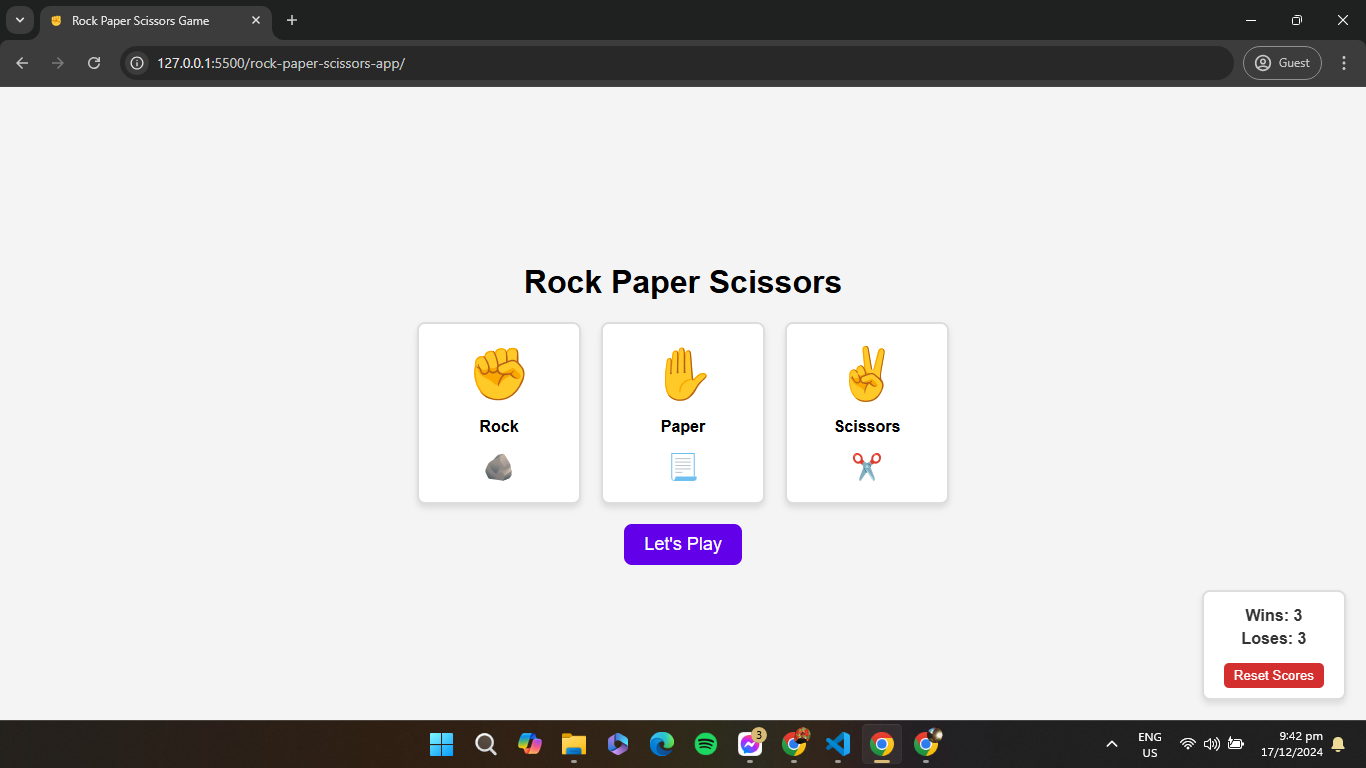 Rock Paper Scissors Game
127.0.0.1:5500/rock-paper-scissors-app/
Guest
Rock Paper Scissors
Rock
Paper
Scissors
Let's Play
Wins: 3
Loses: 3
Reset Scores
3
ENG
US
9:42 pm
17/12/2024